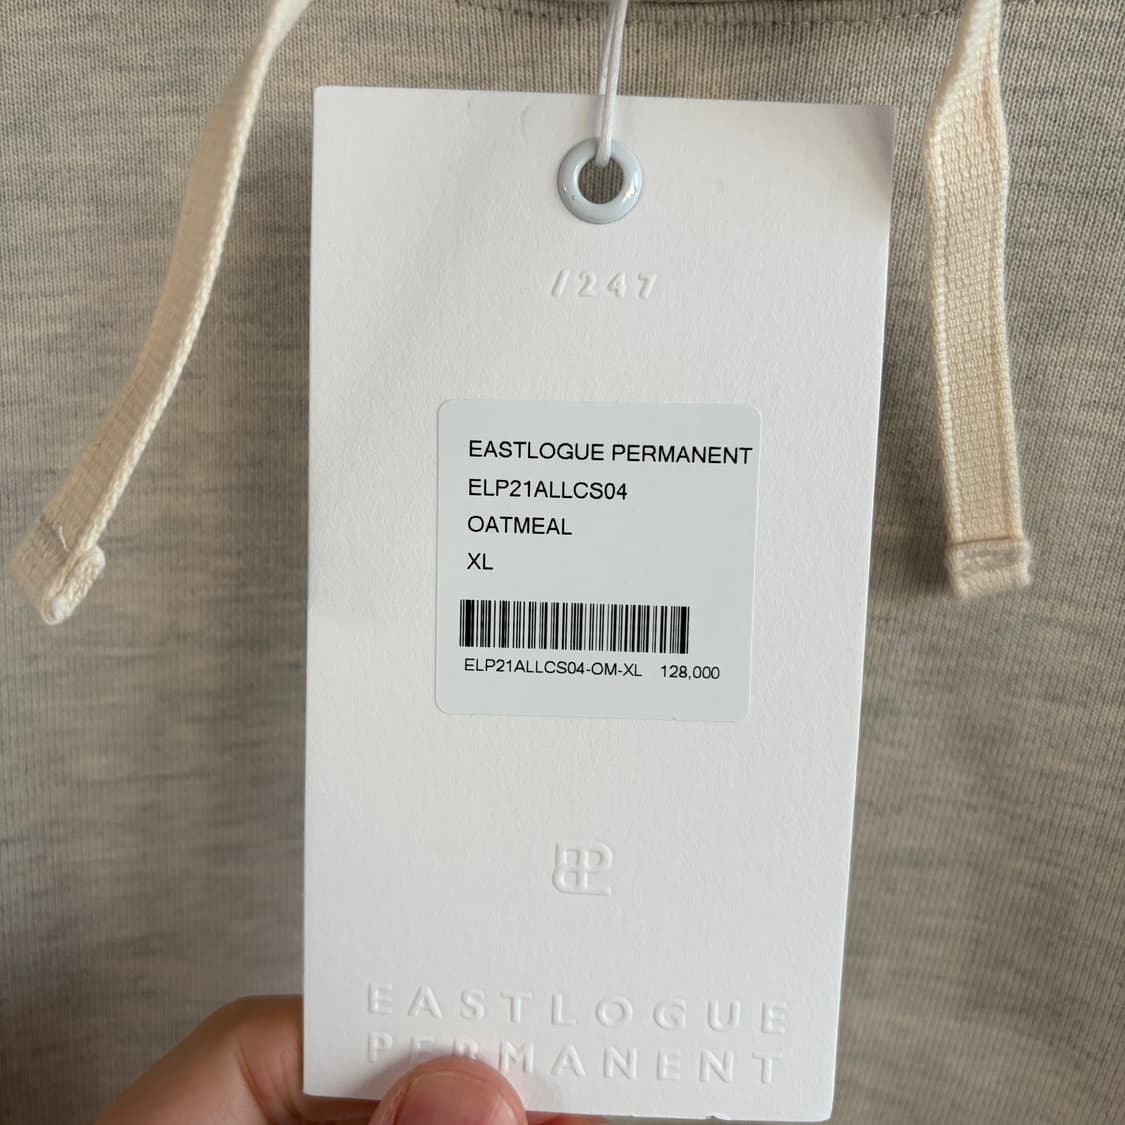 /247
EASTLOGUE PERMANENT
ELP21ALLCS04
OATMEAL
XL
ELP21ALLCS04-OM-XL 128,000
EASTLOGUE
PERMANENT